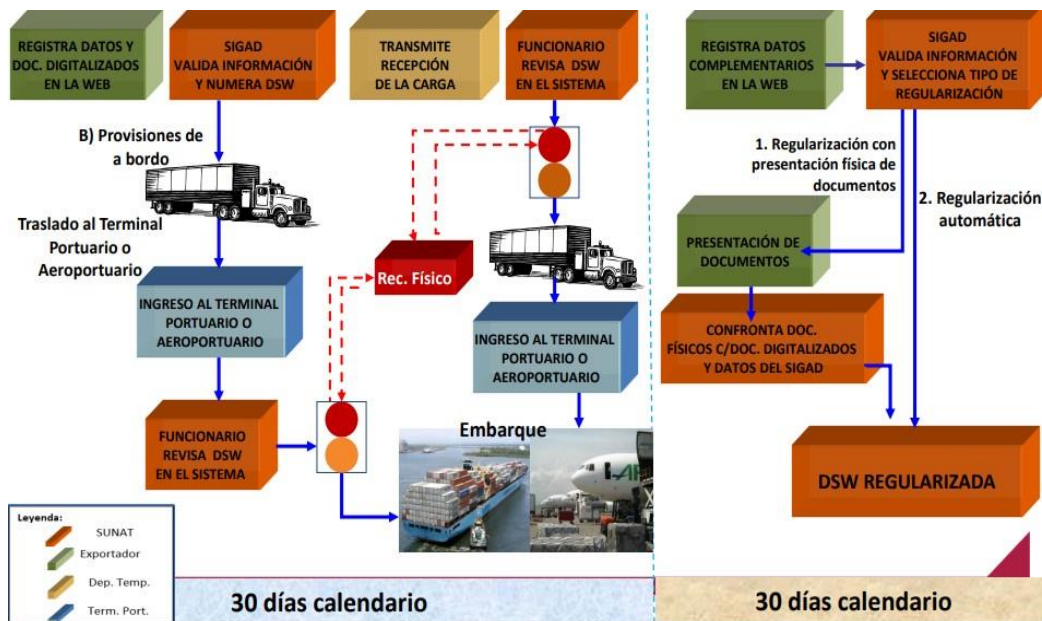 REGISTRA DATOS Y
DOC. DIGITALIZADOS
EN LA WEB
SIGAD
VALIDA INFORMACIÓN
Y NUMERA DSW
TRANSMITE
RECEPCIÓN
DE LA CARGA
FUNCIONARIO
REVISA DSW
EN EL SISTEMA
REGISTRA DATOS
COMPLEMENTARIOS
EN LA WEB
SIGAD
VALIDA INFORMACIÓN
Y SELECCIONA TIPO DE
REGULARIZACIÓN
B) Provisiones de
a bordo
Traslado al Terminal
Portuario o
Aeroportuario
Rec. Físico
INGRESO AL TERMINAL
PORTUARIO O
AEROPORTUARIO
INGRESO AL TERMINAL
PORTUARIO O
AEROPORTUARIO
FUNCIONARIO
REVISA DSW
EN EL SISTEMA
Embarque
1. Regularización con
presentación física de
documentos
2. Regularización
automática
PRESENTACIÓN DE
DOCUMENTOS
CONFRONTA DOC.
FÍSICOS C/DOC. DIGITALIZADOS
Y DATOS DEL SIGAD
DSW REGULARIZADA
Leyenda:
SUNAT
Exportador
Dep. Temp.
Term. Port.
30 días calendario
30 días calendario